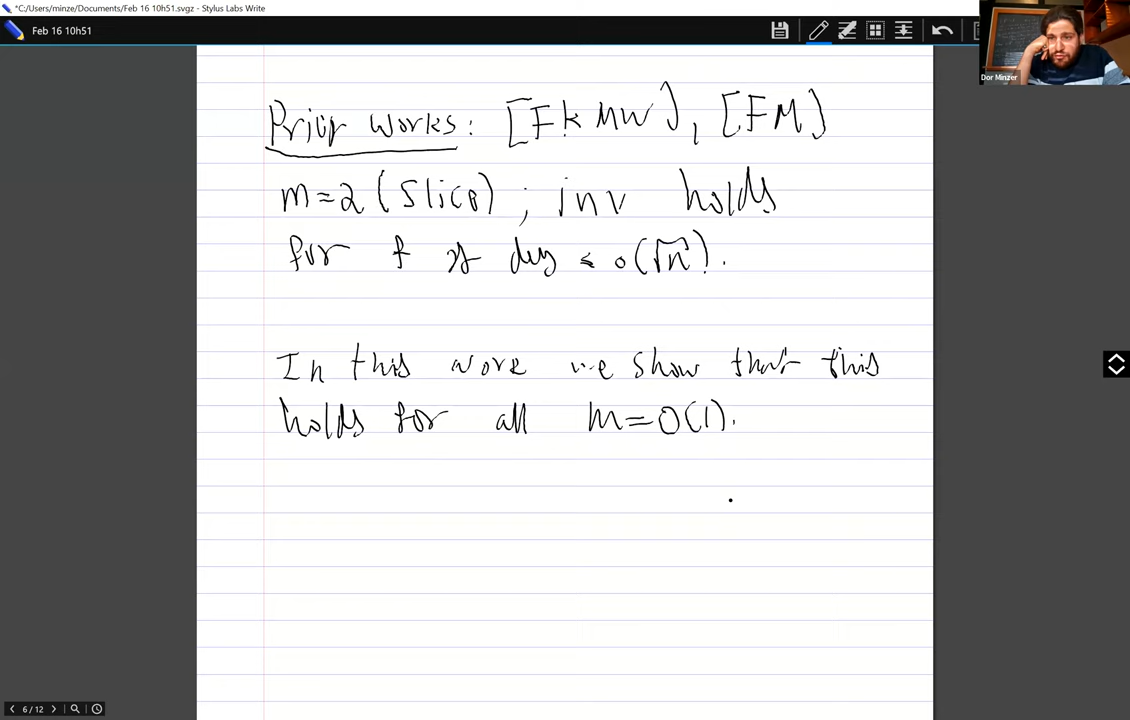 *C:/Users/minze/Documents/Feb 16 10h51.svgz - Stylus Labs Write
Feb 16 10h51
Dor Minzer
Prior Works: [FKMW], [FM]
m=2 (Slice) ; inv holds
for f of deg ≤ o(√n).
In this work we show that this
holds for all m=O(1).
6 / 12